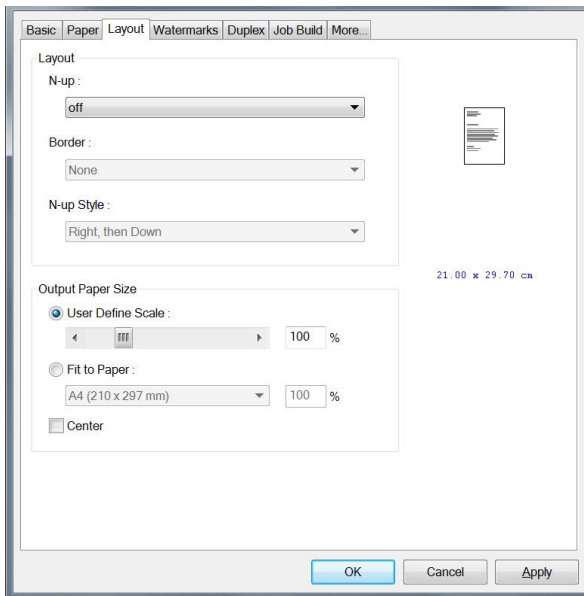 Basic Paper Layout Watermarks Duplex Job Build More...
Layout
N-up :
off
Border :
None
N-up Style :
Right, then Down
21.00 x 29.70 cm
Output Paper Size
User Define Scale :
100 %
Fit to Paper :
A4 (210 x 297 mm) 100 %
Center
OK Cancel Apply